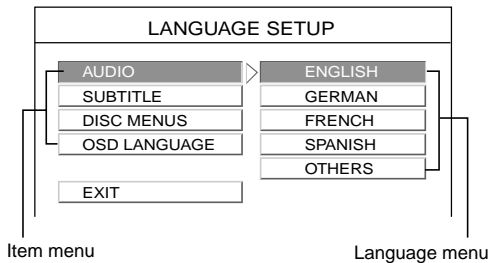 LANGUAGE SETUP
AUDIO ENGLISH
SUBTITLE GERMAN
DISC MENUS FRENCH
OSD LANGUAGE SPANISH
OTHERS
EXIT
Item menu Language menu